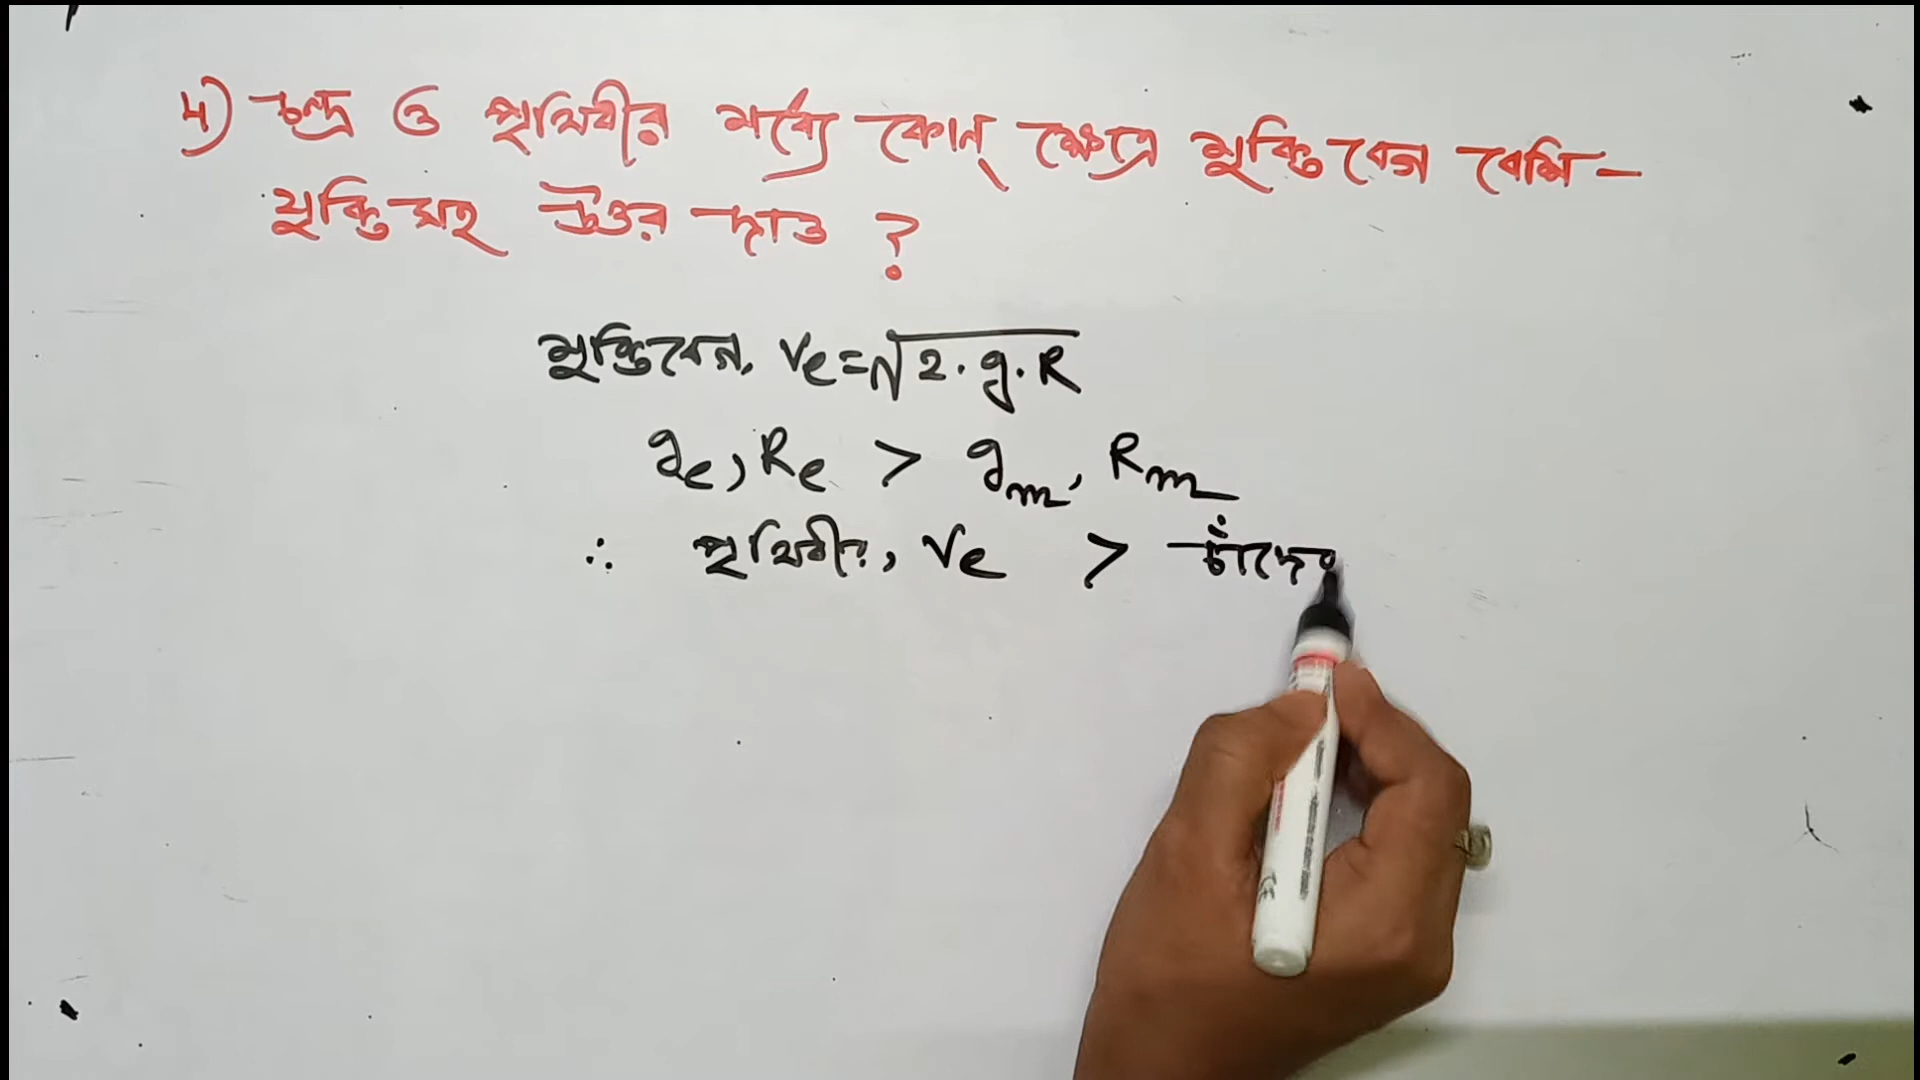 4) চন্দ্র ও পৃথিবীর মধ্যে কোন্ ক্ষেত্রে মুক্তিবেগ বেশি –
যুক্তিসহ উত্তর দাও ?
মুক্তিবেগ, Ve = √2·g·R
ge, Re > gm, Rm
∴ পৃথিবীর, Ve > চাঁদের